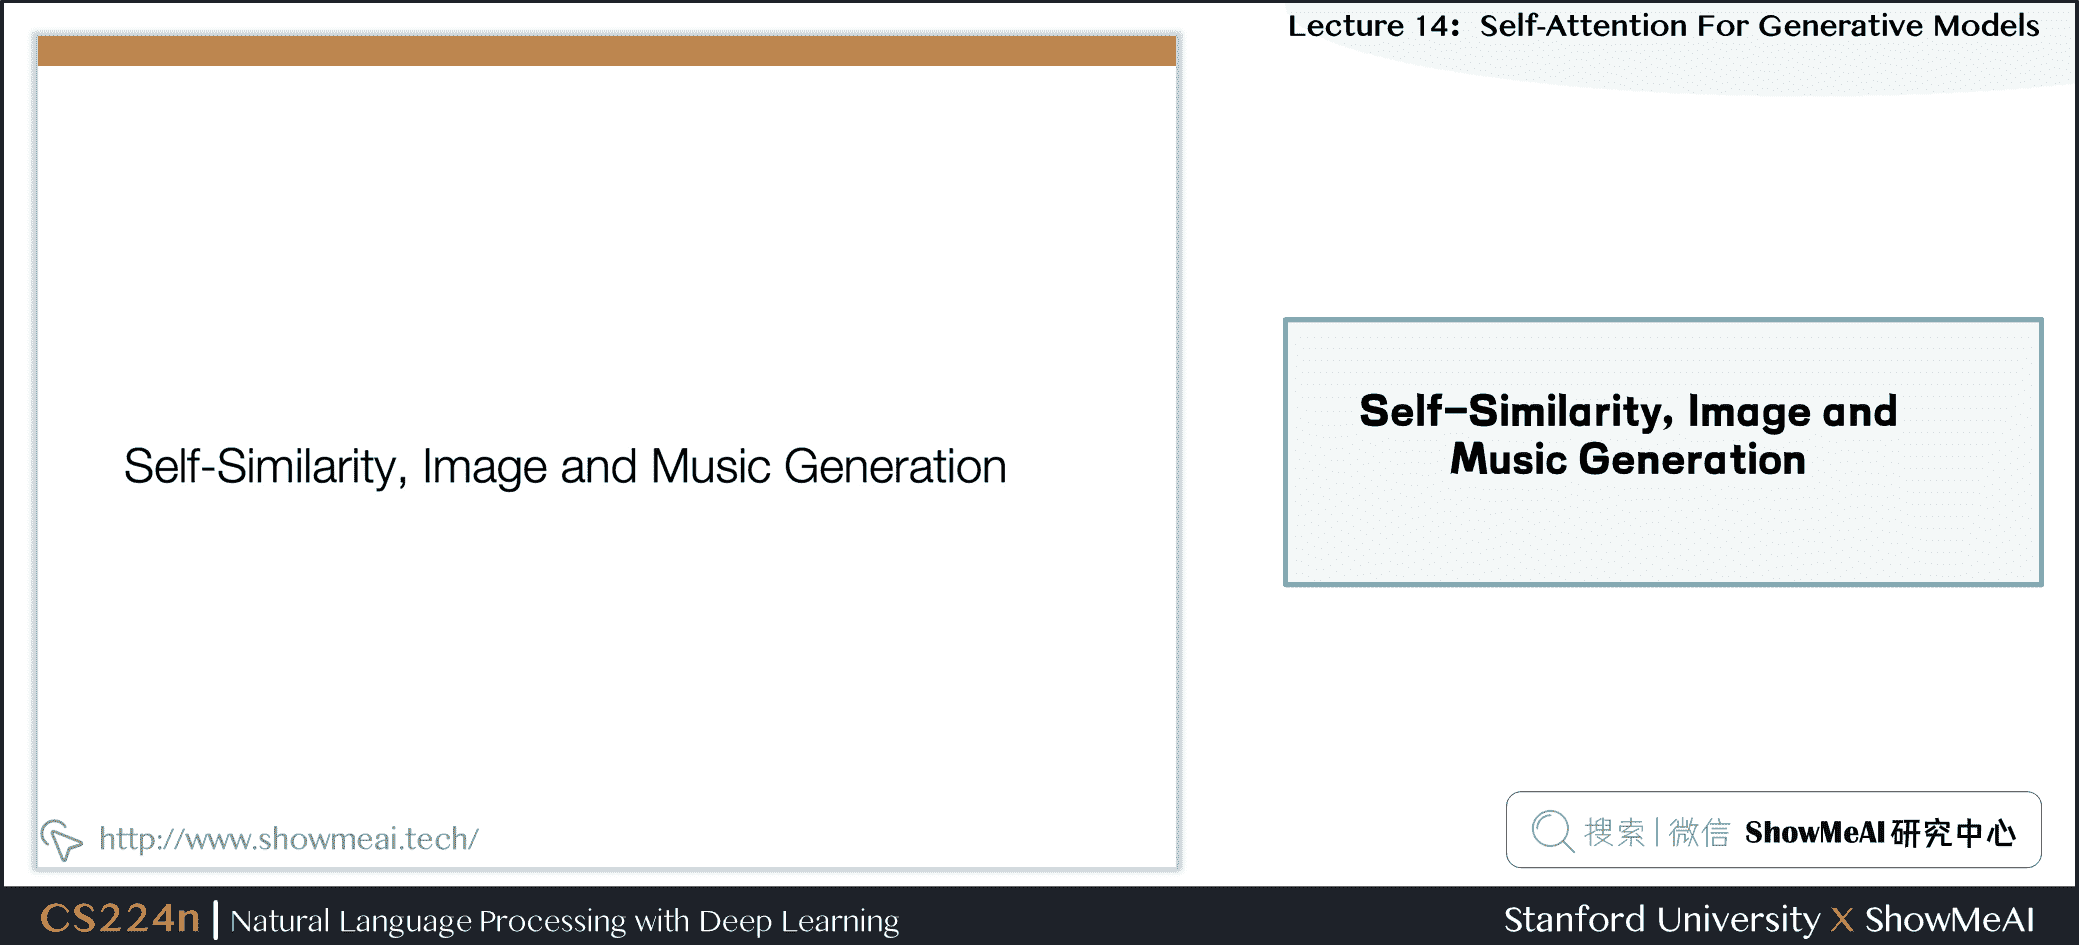 Lecture 14: Self-Attention For Generative Models
Self-Similarity, Image and Music Generation
Self-Similarity, Image and
Music Generation
http://www.showmeai.tech/
搜索 | 微信 ShowMeAI 研究中心
CS224n | Natural Language Processing with Deep Learning
Stanford University X ShowMeAI